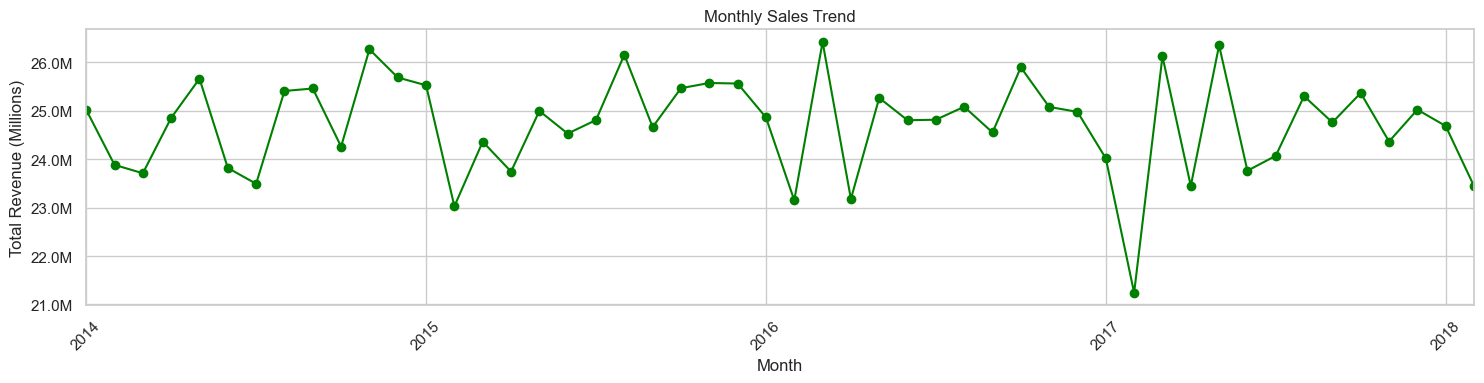 Monthly Sales Trend
Total Revenue (Millions)
26.0M
25.0M
24.0M
23.0M
22.0M
21.0M
2014
2015
2016
2017
2018
Month